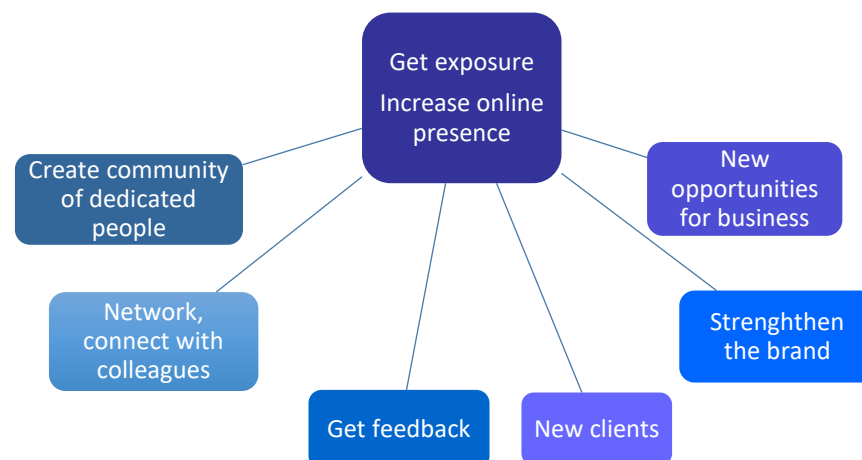 Get exposure
Increase online
presence
Create community
of dedicated
people
New
opportunities
for business
Network,
connect with
colleagues
Strenghthen
the brand
Get feedback
New clients